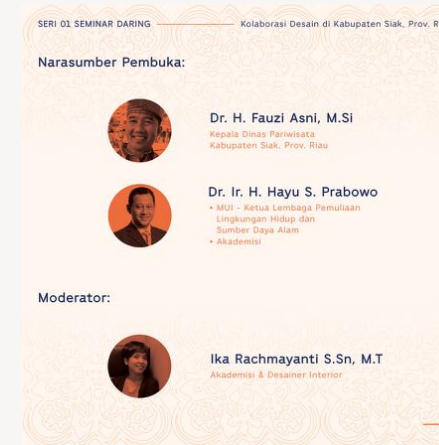 SERI 01 SEMINAR DARING
Kolaborasi Desain di Kabupaten Siak, Prov.
Narasumber Pembuka:
Dr. H. Fauzi Asni, M.Si
Kepala Dinas Pariwisata
Kabupaten Siak, Prov. Riau
Dr. Ir. H. Hayu S. Prabowo
• MUI - Ketua Lembaga Pemuliaan
Lingkungan Hidup dan
Sumber Daya Alam
• Akademisi
Moderator:
Ika Rachmayanti S.Sn, M.T
Akademisi & Desainer Interior